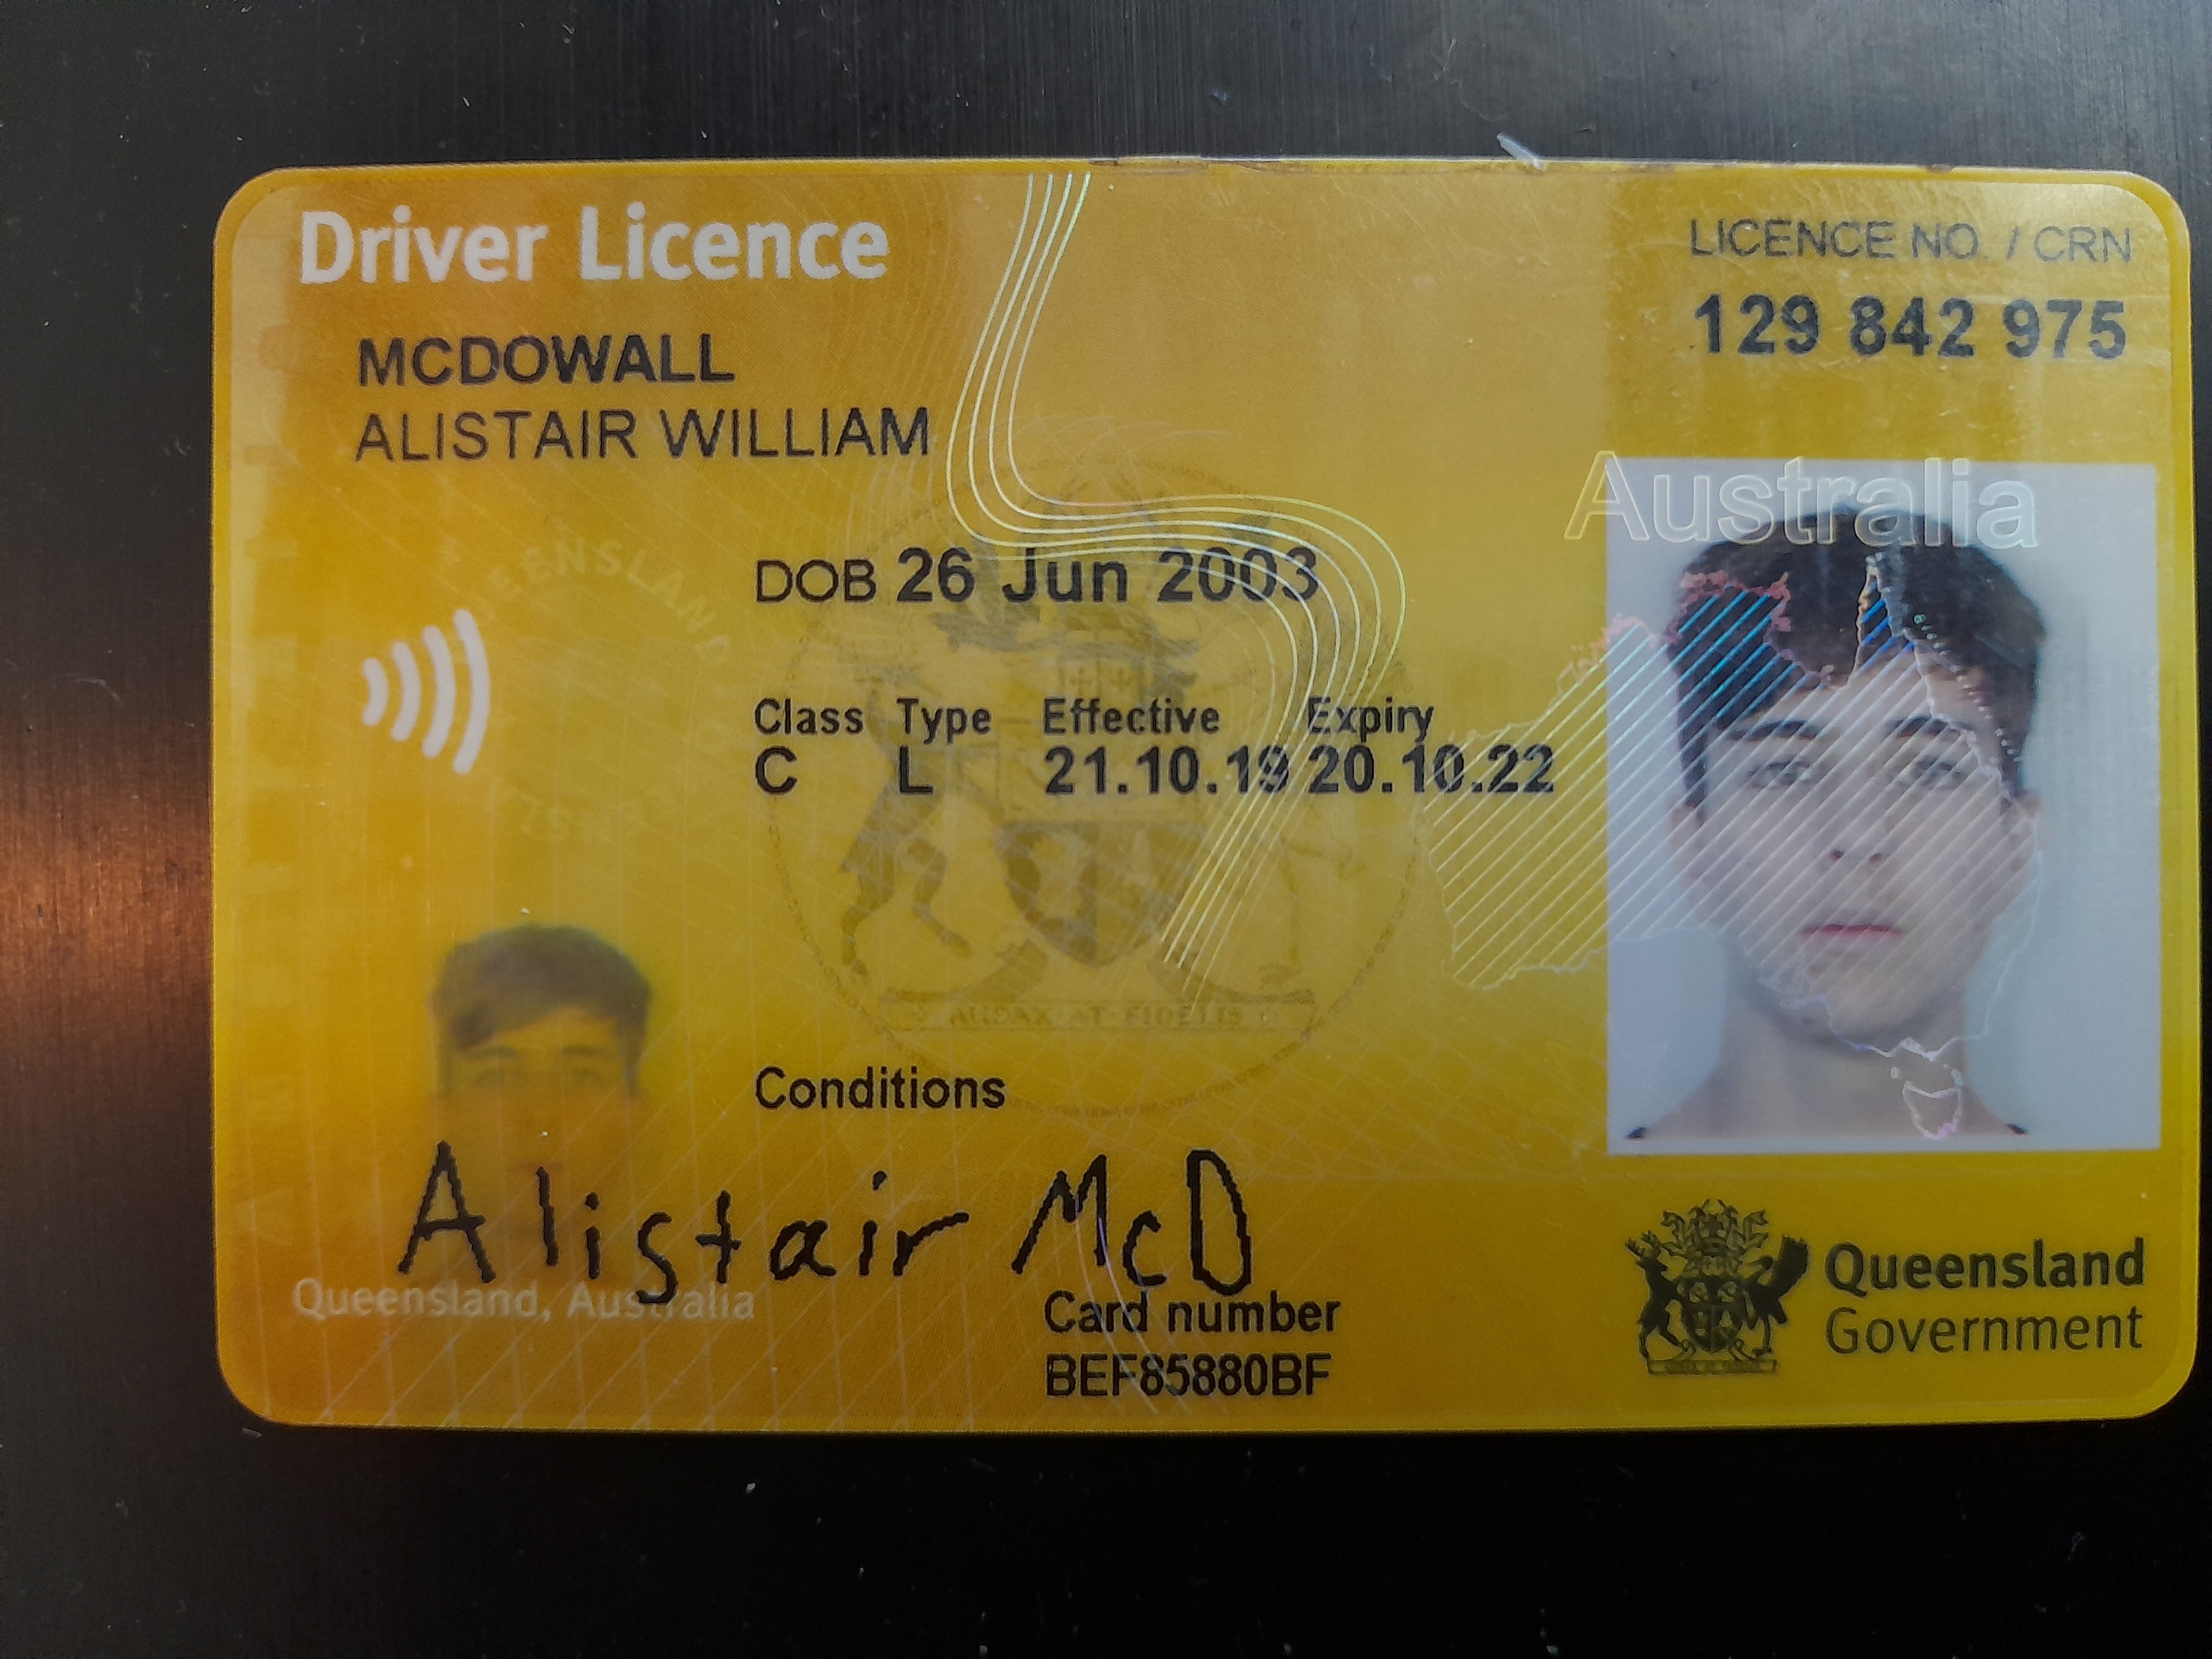 Driver Licence
LICENCE NO. / CRN
129 842 975
MCDOWALL
ALISTAIR WILLIAM
Australia
DOB 26 Jun 2003
Class Type Effective Expiry
C L 21.10.19 20.10.22
AUDAX AT FIDELIS
Conditions
Alistair McD
Queensland, Australia
Card number
BEF85880BF
Queensland
Government